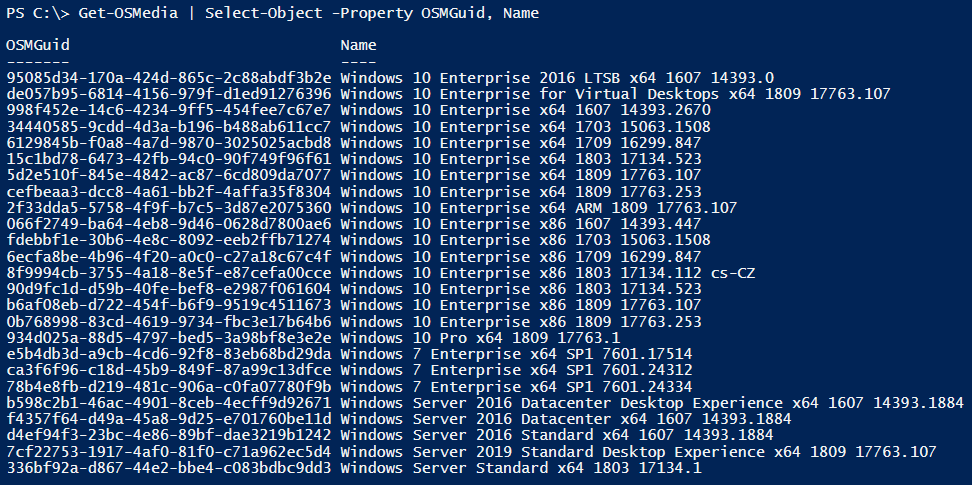 PS C:\> Get-OSMedia | Select-Object -Property OSMGuid, Name
OSMGuid                              Name
-------                              ----
95085d34-170a-424d-865c-2c88abdf3b2e Windows 10 Enterprise 2016 LTSB x64 1607 14393.0
de057b95-6814-4156-979f-d1ed91276396 Windows 10 Enterprise for Virtual Desktops x64 1809 17763.107
998f452e-14c6-4234-9ff5-454fee7c67e7 Windows 10 Enterprise x64 1607 14393.2670
34440585-9cdd-4d3a-b196-b488ab611cc7 Windows 10 Enterprise x64 1703 15063.1508
6129845b-f0a8-4a7d-9870-3025025acbd8 Windows 10 Enterprise x64 1709 16299.847
15c1bd78-6473-42fb-94c0-90f749f96f61 Windows 10 Enterprise x64 1803 17134.523
5d2e510f-845e-4842-ac87-6cd809da7077 Windows 10 Enterprise x64 1809 17763.107
cefbeaa3-dcc8-4a61-bb2f-4affa35f8304 Windows 10 Enterprise x64 1809 17763.253
2f33dda5-5758-4f9f-b7c5-3d87e2075360 Windows 10 Enterprise x64 ARM 1809 17763.107
066f2749-ba64-4eb8-9d46-0628d7800ae6 Windows 10 Enterprise x86 1607 14393.447
fdebbf1e-30b6-4e8c-8092-eeb2ffb71274 Windows 10 Enterprise x86 1703 15063.1508
6ecfa8be-4b96-4f20-a0c0-c27a18c67c4f Windows 10 Enterprise x86 1709 16299.847
8f9994cb-3755-4a18-8e5f-e87cefa00cce Windows 10 Enterprise x86 1803 17134.112 cs-CZ
90d9fc1d-d59b-40fe-bef8-e2987f061604 Windows 10 Enterprise x86 1803 17134.523
b6af08eb-d722-454f-b6f9-9519c4511673 Windows 10 Enterprise x86 1809 17763.107
0b768998-83cd-4619-9734-fbc3e17b64b6 Windows 10 Enterprise x86 1809 17763.253
934d025a-88d5-4797-bed5-3a98bf8e3e2e Windows 10 Pro x64 1809 17763.1
e5b4db3d-a9cb-4cd6-92f8-83eb68bd29da Windows 7 Enterprise x64 SP1 7601.17514
ca3f6f96-c18d-45b9-849f-87a99c13dfce Windows 7 Enterprise x64 SP1 7601.24312
78b4e8fb-d219-481c-906a-c0fa07780f9b Windows 7 Enterprise x64 SP1 7601.24334
b598c2b1-46ac-4901-8ceb-4ecff9d92671 Windows Server 2016 Datacenter Desktop Experience x64 1607 14393.1884
f4357f64-d49a-45a8-9d25-e701760be11d Windows Server 2016 Datacenter x64 1607 14393.1884
d4ef94f3-23bc-4e86-89bf-dae3219b1242 Windows Server 2016 Standard x64 1607 14393.1884
7cf22753-1917-4af0-81f0-c71a962ec5d4 Windows Server 2019 Standard Desktop Experience x64 1809 17763.107
336bf92a-d867-44e2-bbe4-c083bdbc9dd3 Windows Server Standard x64 1803 17134.1